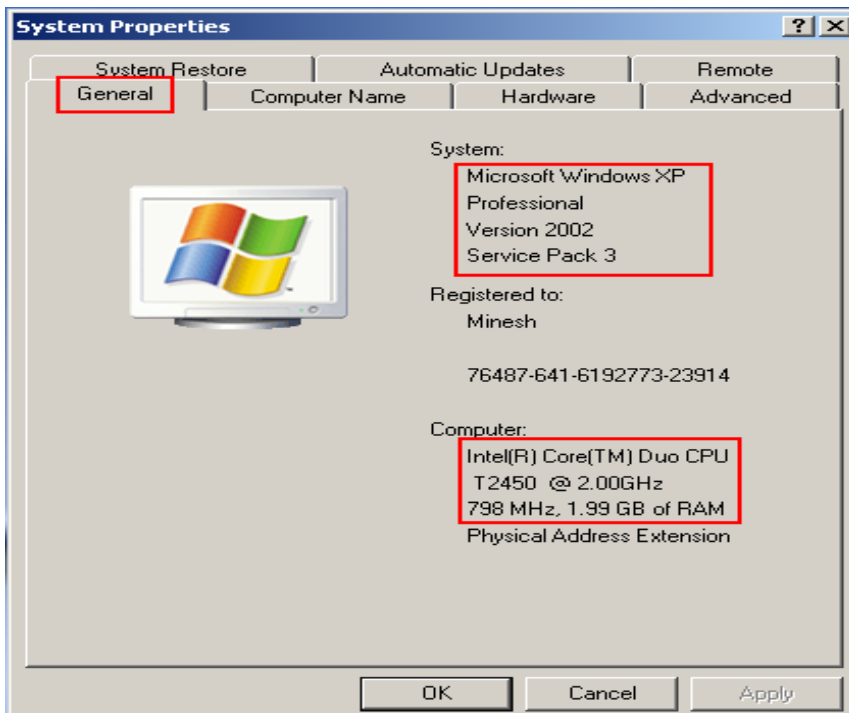 System Properties
System Restore
Automatic Updates
Remote
General
Computer Name
Hardware
Advanced
System:
Microsoft Windows XP
Professional
Version 2002
Service Pack 3
Registered to:
Minesh
76487-641-6192773-23914
Computer:
Intel(R) Core(TM) Duo CPU
T2450 @ 2.00GHz
798 MHz, 1.99 GB of RAM
Physical Address Extension
OK
Cancel
Apply